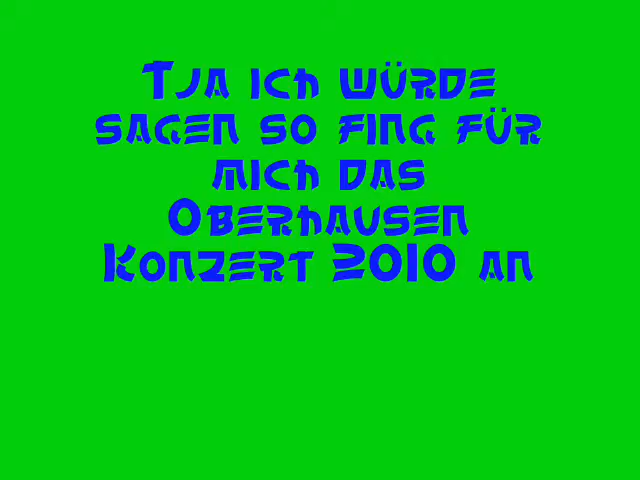 Tja ich würde
sagen so fing für
mich das
Oberhausen
Konzert 2010 an